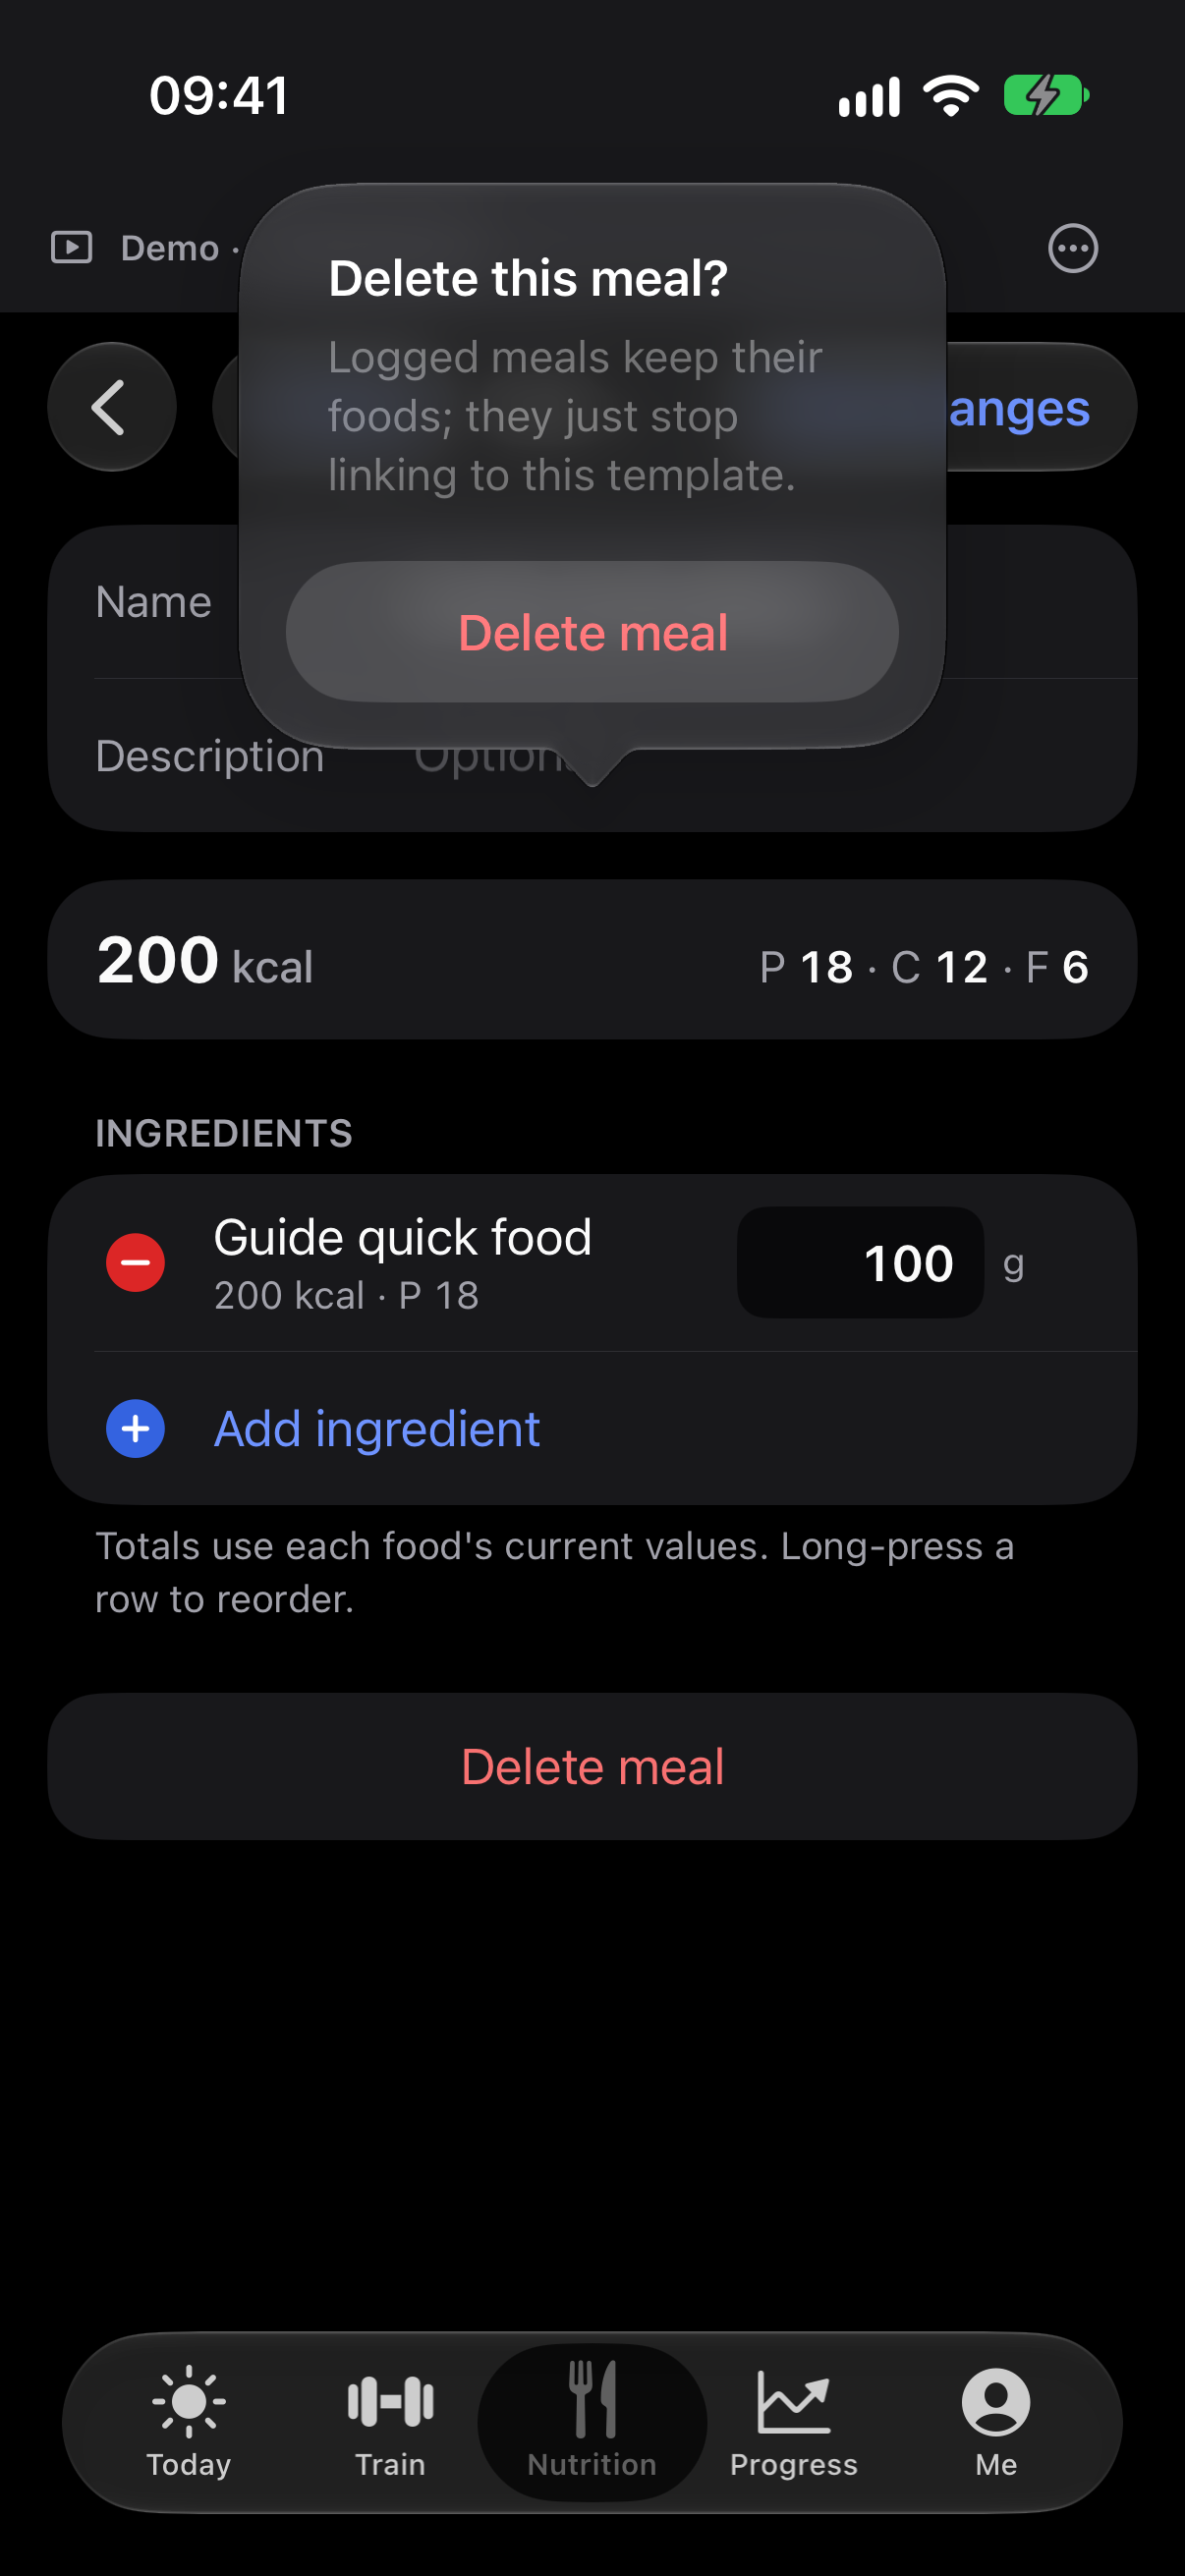 09:41
Demo ·
Delete this meal?
Logged meals keep their
foods; they just stop
linking to this template.
anges
Delete meal
Name
Description
200 kcal
P 18 · C 12 · F 6
INGREDIENTS
Guide quick food
200 kcal · P 18
100 g
Add ingredient
Totals use each food's current values. Long-press a
row to reorder.
Delete meal
Today
Train
Nutrition
Progress
Me